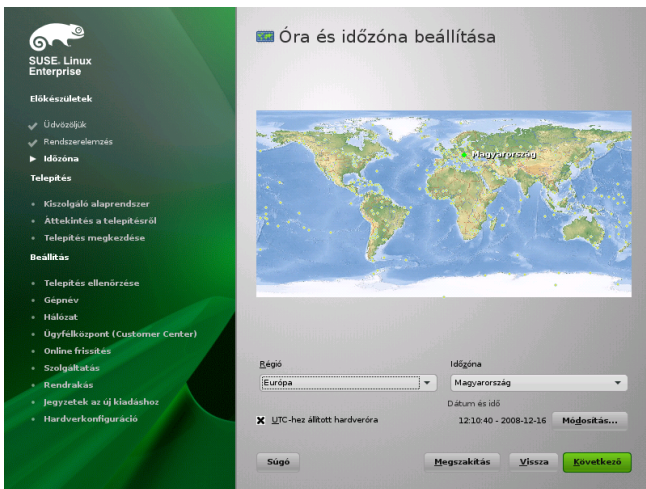 SUSE. Linux
Enterprise
Előkészületek
Üdvözöljük
Rendszerelemzés
Időzóna
Telepítés
Kiszolgáló alaprendszer
Áttekintés a telepítésről
Telepítés megkezdése
Beállítás
Telepítés ellenőrzése
Gépnév
Hálózat
Ügyfélközpont (Customer Center)
Online frissítés
Szolgáltatás
Rendrakás
Jegyzetek az új kiadáshoz
Hardverkonfiguráció
Óra és időzóna beállítása
Magyarország
Régió
Európa
Időzóna
Magyarország
UTC-hez állított hardveróra
Dátum és idő
12:10:40 - 2008-12-16
Módosítás...
Súgó
Megszakítás
Vissza
Következő